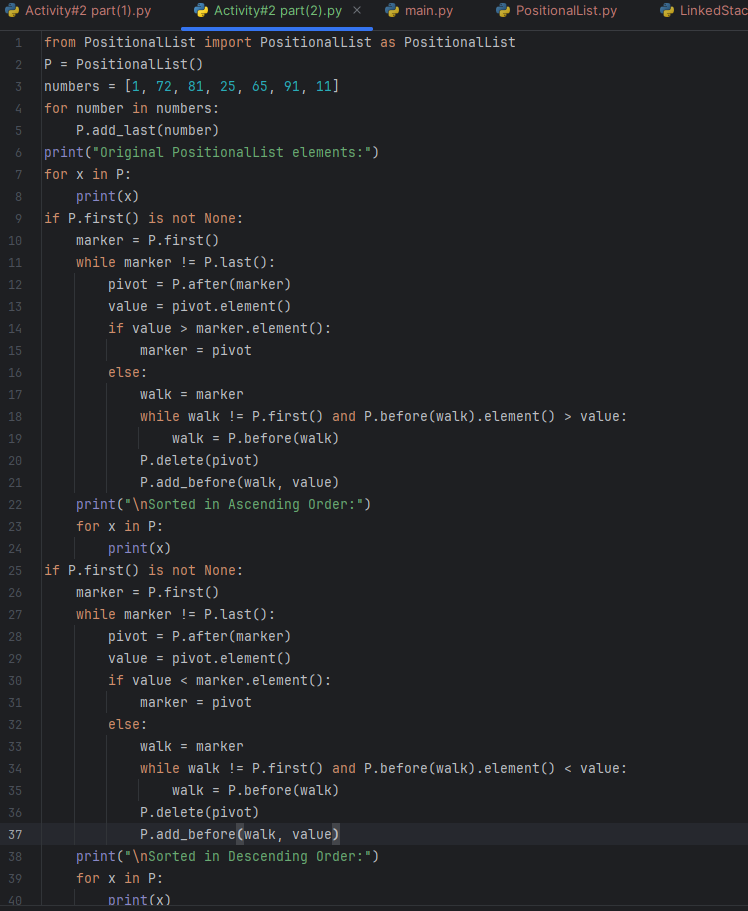 Activity#2 part(1).py Activity#2 part(2).py × main.py PositionalList.py LinkedStac
1 from PositionalList import PositionalList as PositionalList
2 P = PositionalList()
3 numbers = [1, 72, 81, 25, 65, 91, 11]
4 for number in numbers:
5     P.add_last(number)
6 print("Original PositionalList elements:")
7 for x in P:
8     print(x)
9 if P.first() is not None:
10     marker = P.first()
11     while marker != P.last():
12         pivot = P.after(marker)
13         value = pivot.element()
14         if value > marker.element():
15             marker = pivot
16         else:
17             walk = marker
18             while walk != P.first() and P.before(walk).element() > value:
19                 walk = P.before(walk)
20             P.delete(pivot)
21             P.add_before(walk, value)
22     print("\nSorted in Ascending Order:")
23     for x in P:
24         print(x)
25 if P.first() is not None:
26     marker = P.first()
27     while marker != P.last():
28         pivot = P.after(marker)
29         value = pivot.element()
30         if value < marker.element():
31             marker = pivot
32         else:
33             walk = marker
34             while walk != P.first() and P.before(walk).element() < value:
35                 walk = P.before(walk)
36             P.delete(pivot)
37             P.add_before(walk, value)
38     print("\nSorted in Descending Order:")
39     for x in P:
40         print(x)